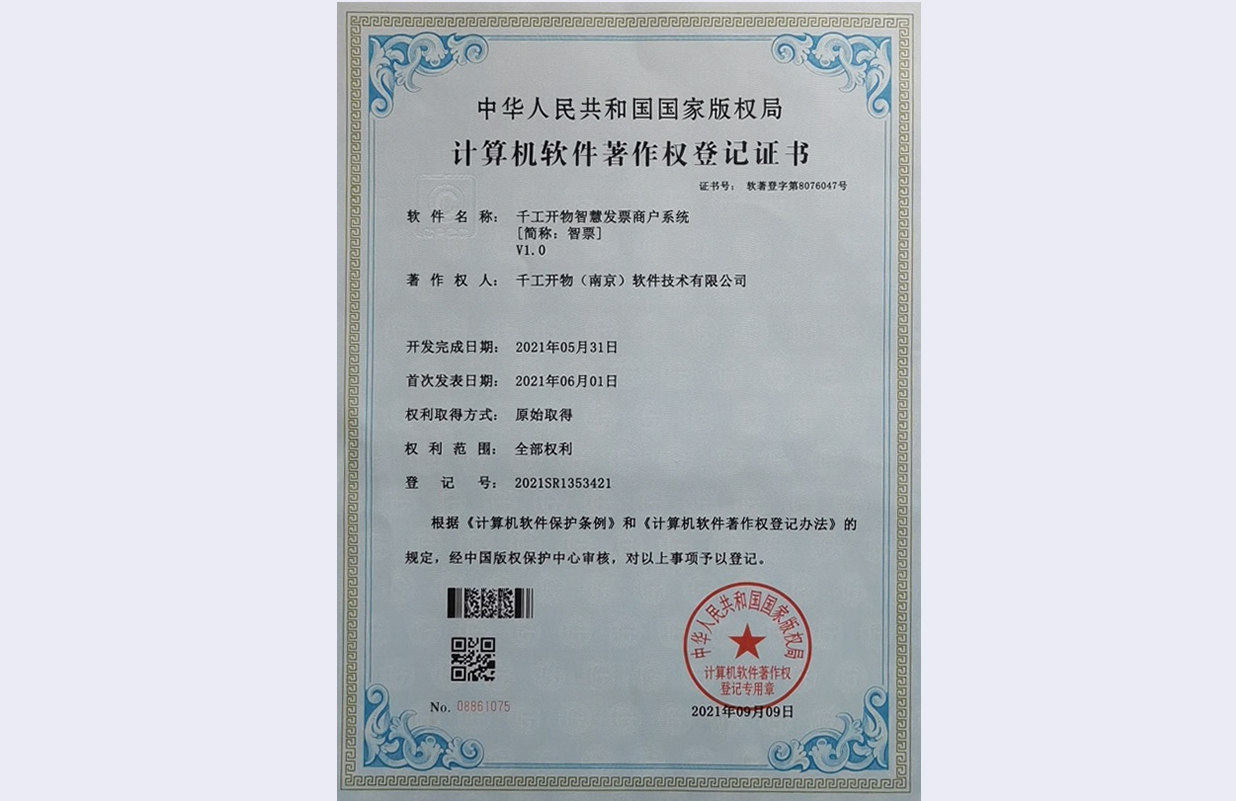 中华人民共和国国家版权局
计算机软件著作权登记证书
证书号： 软著登字第8076047号
软件名称： 千工开物智慧发票商户系统
[简称：智票]
V1.0
著作权人： 千工开物（南京）软件技术有限公司
开发完成日期： 2021年05月31日
首次发表日期： 2021年06月01日
权利取得方式： 原始取得
权利范围： 全部权利
登记号： 2021SR1353421
根据《计算机软件保护条例》和《计算机软件著作权登记办法》的
规定，经中国版权保护中心审核，对以上事项予以登记。
中华人民共和国国家版权局
计算机软件著作权
登记专用章
No. 08861075
2021年09月09日